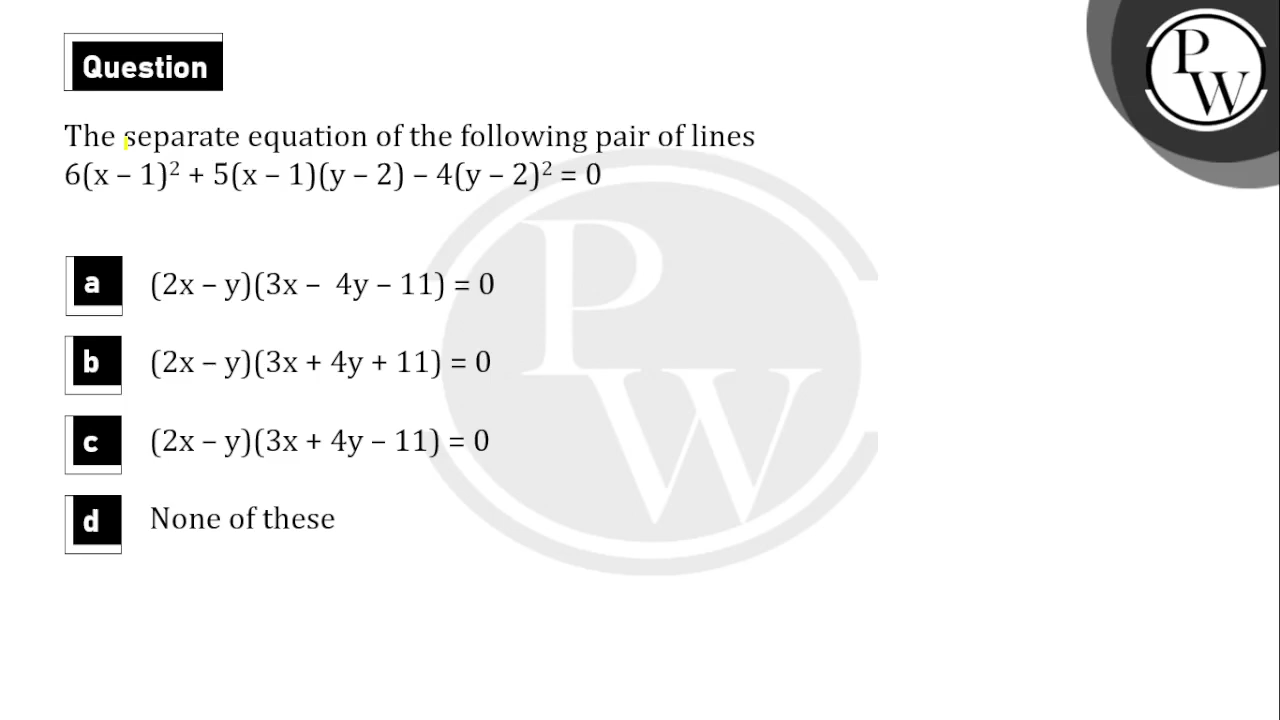 Question
PW
The separate equation of the following pair of lines
6(x – 1)² + 5(x – 1)(y – 2) – 4(y – 2)² = 0
a (2x – y)(3x – 4y – 11) = 0
b (2x – y)(3x + 4y + 11) = 0
c (2x – y)(3x + 4y – 11) = 0
d None of these
PW